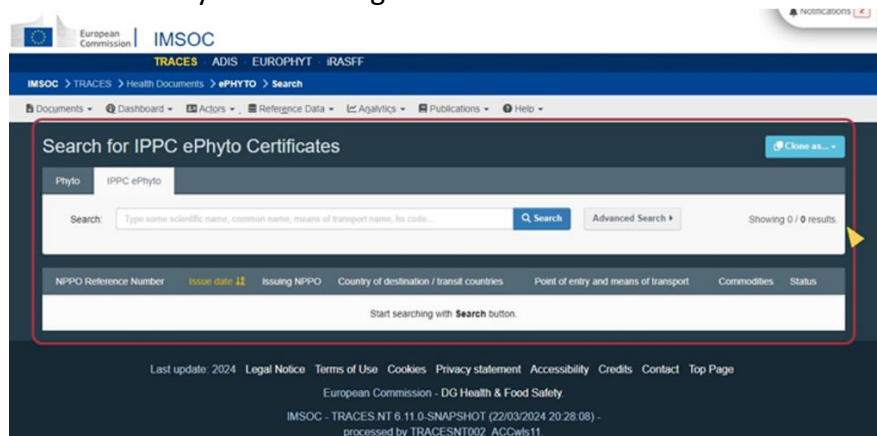 Notifications 2
European Commission
IMSOC
TRACES ADIS EUROPHYT iRASFF
IMSOC > TRACES > Health Documents > ePHYTO > Search
Documents Dashboard Actors Reference Data Analytics Publications Help
Search for IPPC ePhyto Certificates
Clone as...
Phyto IPPC ePhyto
Search: Type some scientific name, common name, means of transport name, hs code... Search Advanced Search Showing 0 / 0 results.
NPPO Reference Number Issue date Issuing NPPO Country of destination / transit countries Point of entry and means of transport Commodities Status
Start searching with Search button.
Last update: 2024 Legal Notice Terms of Use Cookies Privacy statement Accessibility Credits Contact Top Page
European Commission - DG Health & Food Safety.
IMSOC - TRACES.NT 6.11.0-SNAPSHOT (22/03/2024 20:28:08) -
processed by TRACESNT002_ACCwls11.